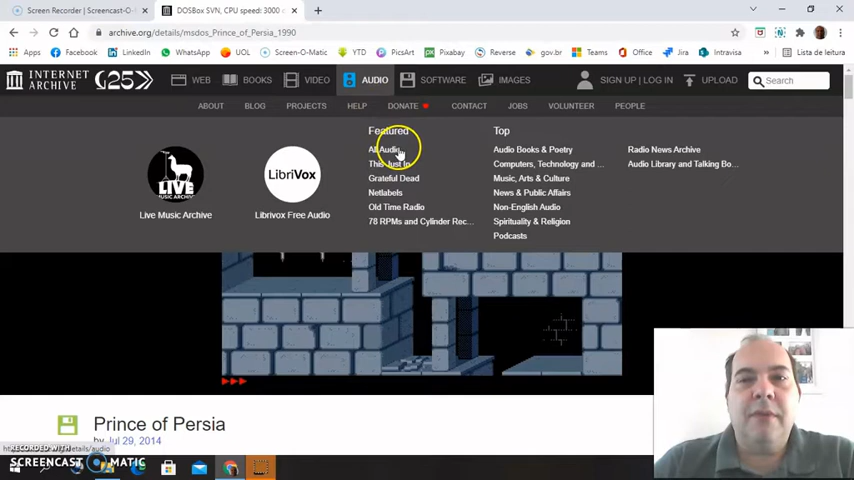 Screen Recorder | Screencast-O-M
DOSBox SVN, CPU speed: 3000 c
archive.org/details/msdos_Prince_of_Persia_1990
Apps
Facebook
WhatsApp
UOL
Screen-O-Matic
YTD
PicsArt
Pixabay
Reverse
gov.br
Teams
Jira
Intravisa
Lista de leitura
INTERNET
ARCHIVE
25
WEB
BOOKS
VIDEO
AUDIO
SOFTWARE
IMAGES
SIGN UP | LOG IN
UPLOAD
Search
ABOUT
BLOG
PROJECTS
HELP
DONATE
CONTACT
JOBS
VOLUNTEER
PEOPLE
LIVE
Live Music Archive
LibriVox
Librivox Free Audio
Featured
All Audio
This Just In
Grateful Dead
Netlabels
Old Time Radio
78 RPMs and Cylinder Rec...
Top
Audio Books & Poetry
Computers, Technology and ...
Music, Arts & Culture
News & Public Affairs
Non-English Audio
Spirituality & Religion
Podcasts
Radio News Archive
Audio Library and Talking Bo...
Prince of Persia
by Jul 29, 2014
RECORDED WITH
SCREENCAST MATIC